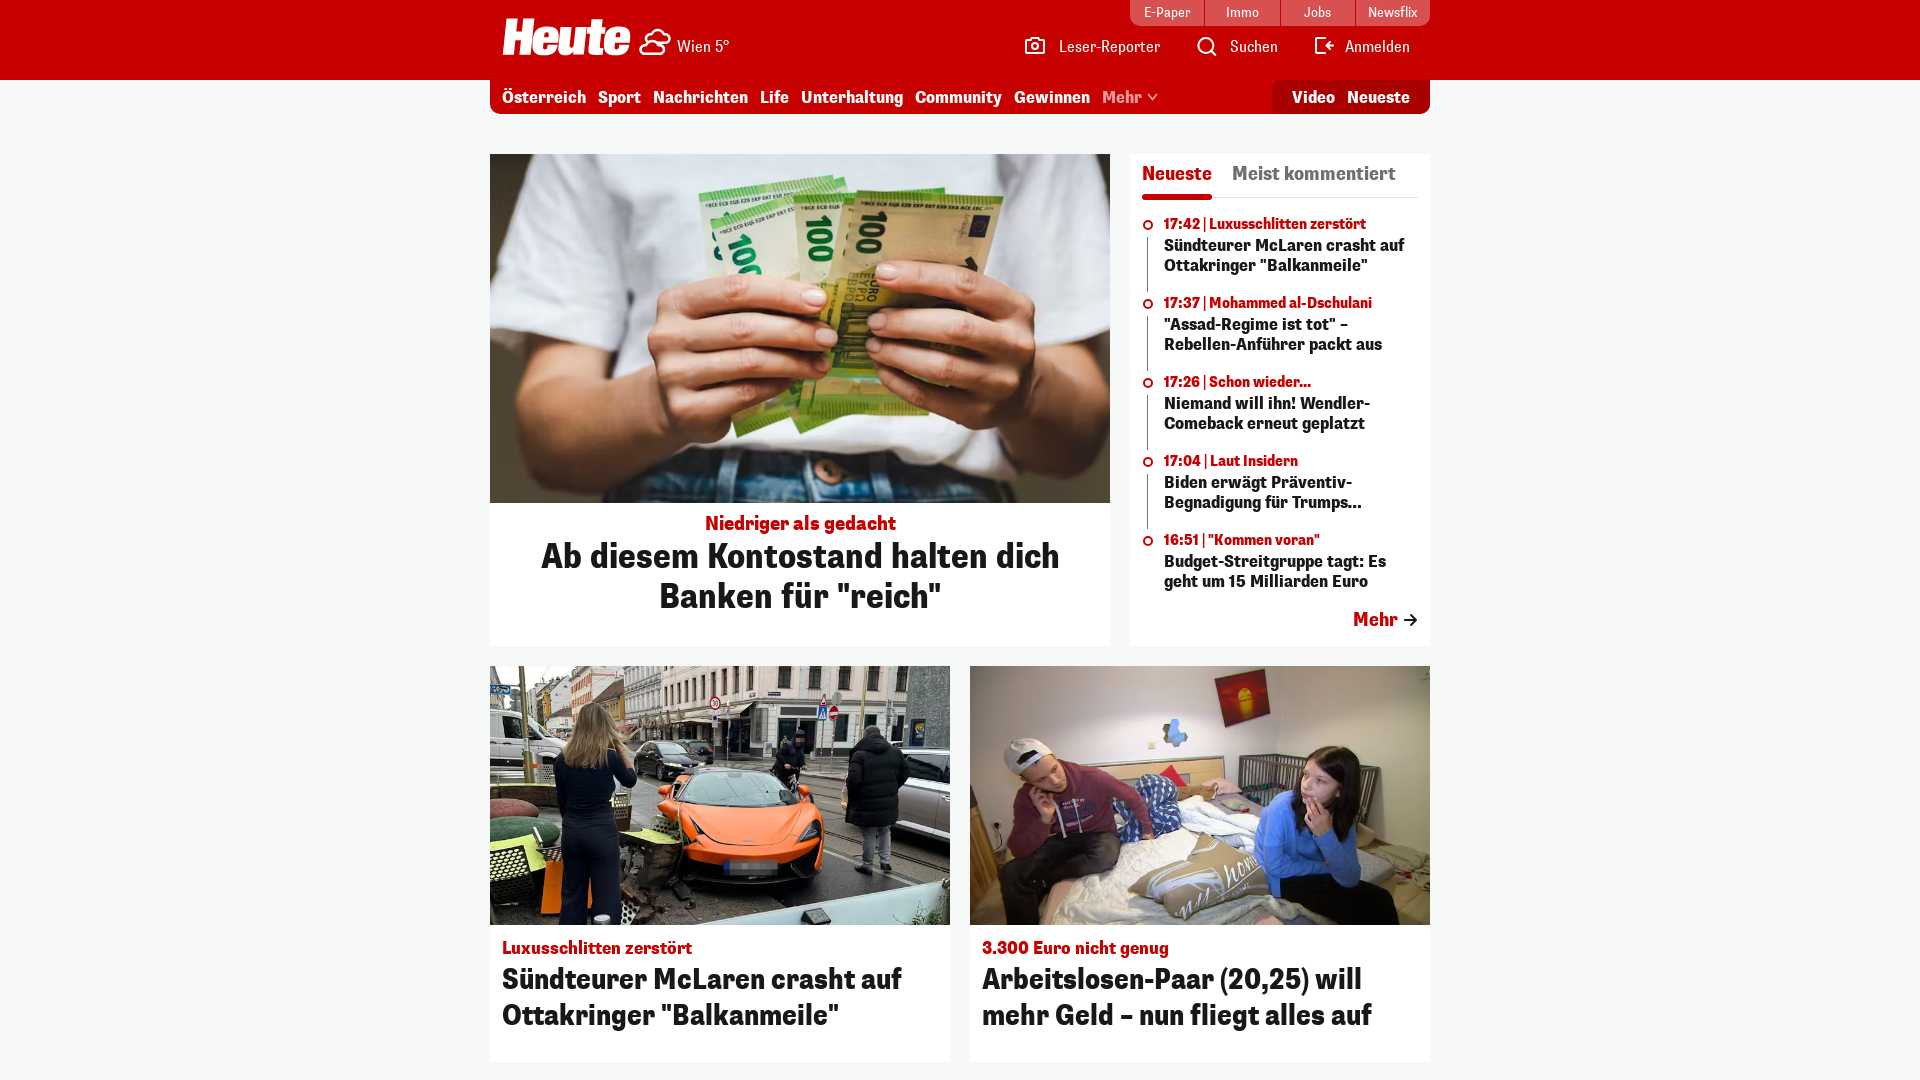 E-Paper
Immo
Jobs
Newsflix
Heute
Wien 5°
Leser-Reporter
Suchen
Anmelden
Österreich
Sport
Nachrichten
Life
Unterhaltung
Community
Gewinnen
Mehr
Video
Neueste
Niedriger als gedacht
Ab diesem Kontostand halten dich
Banken für "reich"
Neueste
Meist kommentiert
17:42 | Luxusschlitten zerstört
Sündteurer McLaren crasht auf
Ottakringer "Balkanmeile"
17:37 | Mohammed al-Dschulani
"Assad-Regime ist tot" –
Rebellen-Anführer packt aus
17:26 | Schon wieder...
Niemand will ihn! Wendler-
Comeback erneut geplatzt
17:04 | Laut Insidern
Biden erwägt Präventiv-
Begnadigung für Trumps...
16:51 | "Kommen voran"
Budget-Streitgruppe tagt: Es
geht um 15 Milliarden Euro
Mehr
Luxusschlitten zerstört
Sündteurer McLaren crasht auf
Ottakringer "Balkanmeile"
3.300 Euro nicht genug
Arbeitslosen-Paar (20,25) will
mehr Geld – nun fliegt alles auf